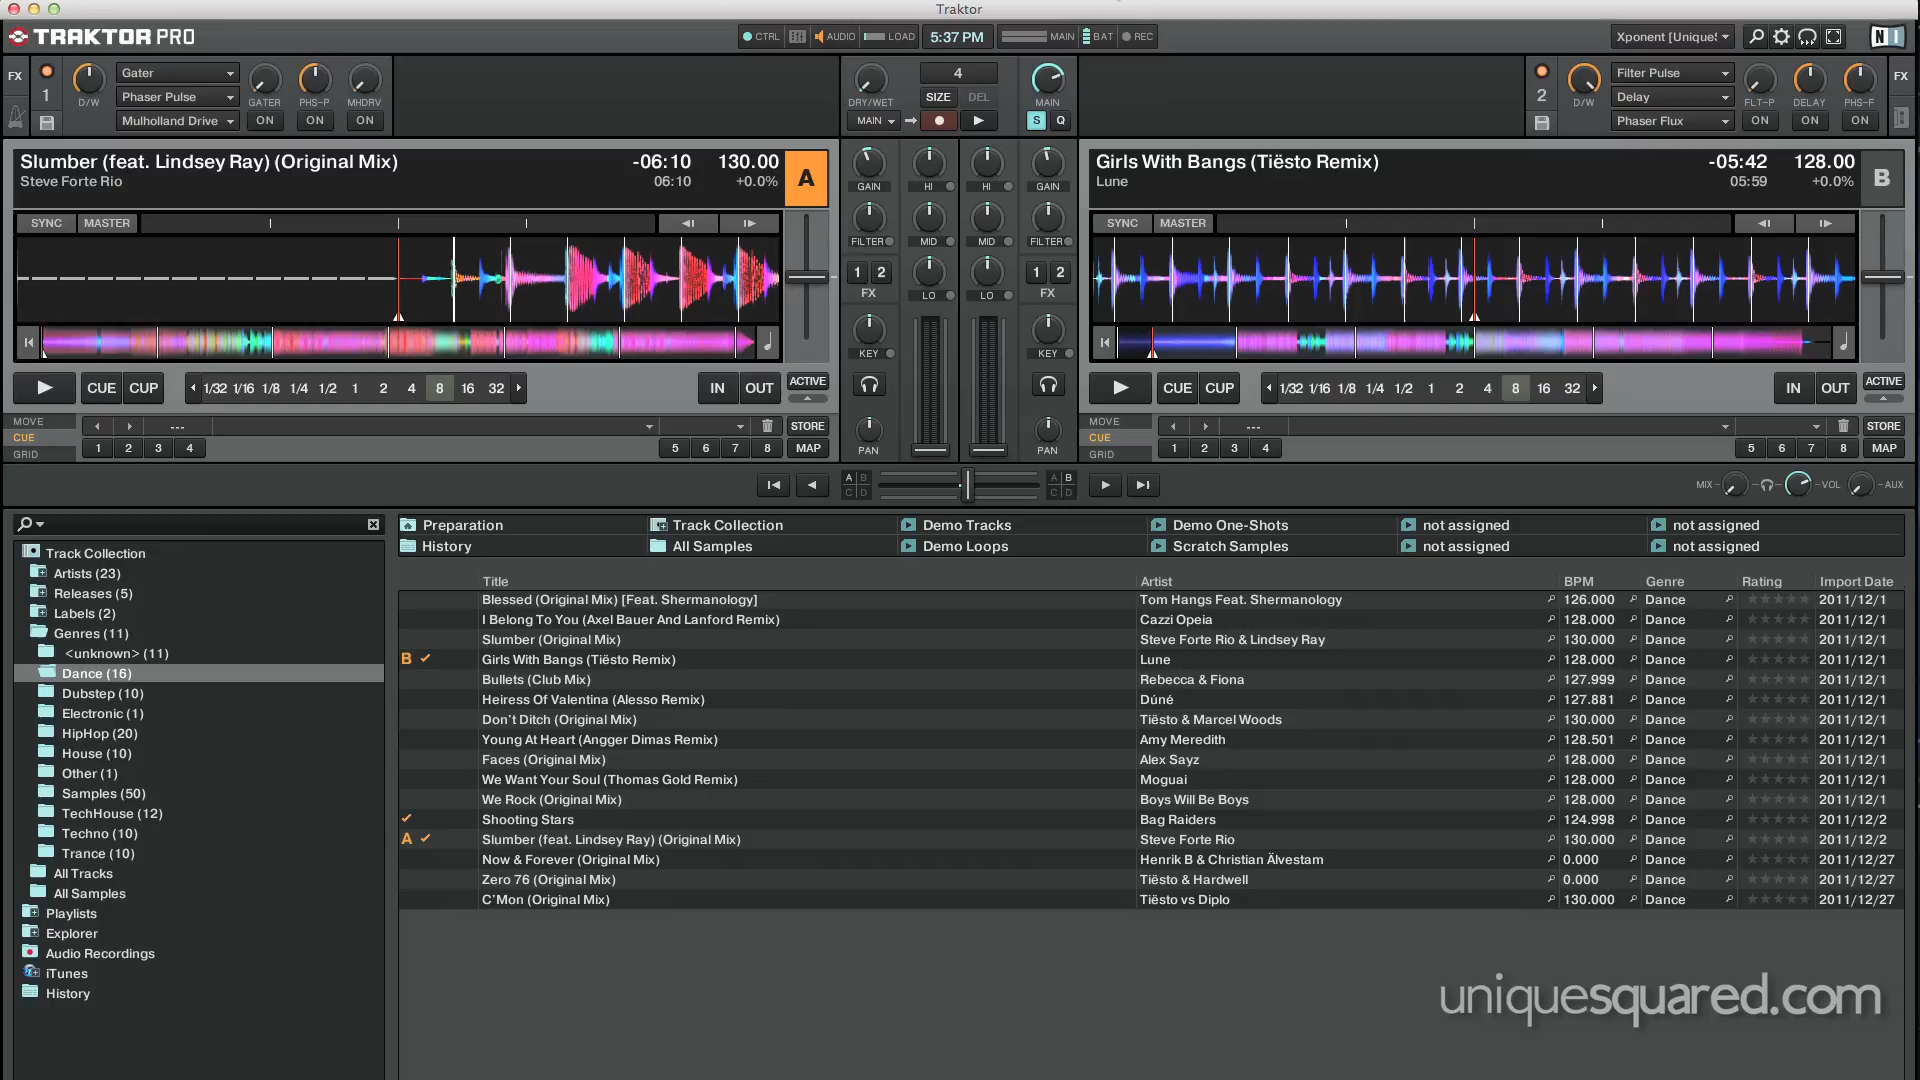 Traktor
TRAKTOR PRO
CTRL AUDIO LOAD 5:37 PM MAIN BAT REC
Xponent [Unique!
NI
FX 1 D/W Gater Phaser Pulse Mulholland Drive
GATER PHS-P MHDRV
ON ON ON
DRY/WET 4 MAIN
SIZE DEL
MAIN S Q
2 D/W Filter Pulse Delay Phaser Flux
FLT-P DELAY PHS-F FX
ON ON ON
Slumber (feat. Lindsey Ray) (Original Mix) -06:10 130.00 A
Steve Forte Rio 06:10 +0.0%
Girls With Bangs (Tiësto Remix) -05:42 128.00 B
Lune 05:59 +0.0%
GAIN HI HI GAIN
SYNC MASTER
SYNC MASTER
FILTER MID MID FILTER
1 2 1 2
FX LO LO FX
KEY KEY
CUE CUP 1/32 1/16 1/8 1/4 1/2 1 2 4 8 16 32 IN OUT ACTIVE
CUE CUP 1/32 1/16 1/8 1/4 1/2 1 2 4 8 16 32 IN OUT ACTIVE
MOVE CUE GRID --- STORE
1 2 3 4 5 6 7 8 MAP
PAN PAN
MOVE CUE GRID --- STORE
1 2 3 4 5 6 7 8 MAP
A B C D
A B C D
MIX VOL AUX
Preparation Track Collection Demo Tracks Demo One-Shots not assigned not assigned
History All Samples Demo Loops Scratch Samples not assigned not assigned
Track Collection
Artists (23)
Releases (5)
Labels (2)
Genres (11)
<unknown> (11)
Dance (16)
Dubstep (10)
Electronic (1)
HipHop (20)
House (10)
Other (1)
Samples (50)
TechHouse (12)
Techno (10)
Trance (10)
All Tracks
All Samples
Playlists
Explorer
Audio Recordings
iTunes
History
Title Artist BPM Genre Rating Import Date
Blessed (Original Mix) [Feat. Shermanology] Tom Hangs Feat. Shermanology 126.000 Dance 2011/12/1
I Belong To You (Axel Bauer And Lanford Remix) Cazzi Opeia 128.000 Dance 2011/12/1
Slumber (Original Mix) Steve Forte Rio & Lindsey Ray 130.000 Dance 2011/12/1
B Girls With Bangs (Tiësto Remix) Lune 128.000 Dance 2011/12/1
Bullets (Club Mix) Rebecca & Fiona 127.999 Dance 2011/12/1
Heiress Of Valentina (Alesso Remix) Dúné 127.881 Dance 2011/12/1
Don't Ditch (Original Mix) Tiësto & Marcel Woods 130.000 Dance 2011/12/1
Young At Heart (Angger Dimas Remix) Amy Meredith 128.501 Dance 2011/12/1
Faces (Original Mix) Alex Sayz 128.000 Dance 2011/12/1
We Want Your Soul (Thomas Gold Remix) Moguai 128.000 Dance 2011/12/1
We Rock (Original Mix) Boys Will Be Boys 128.000 Dance 2011/12/1
Shooting Stars Bag Raiders 124.998 Dance 2011/12/2
A Slumber (feat. Lindsey Ray) (Original Mix) Steve Forte Rio 130.000 Dance 2011/12/2
Now & Forever (Original Mix) Henrik B & Christian Älvestam 0.000 Dance 2011/12/27
Zero 76 (Original Mix) Tiësto & Hardwell 0.000 Dance 2011/12/27
C'Mon (Original Mix) Tiësto vs Diplo 130.000 Dance 2011/12/27
uniquesquared.com